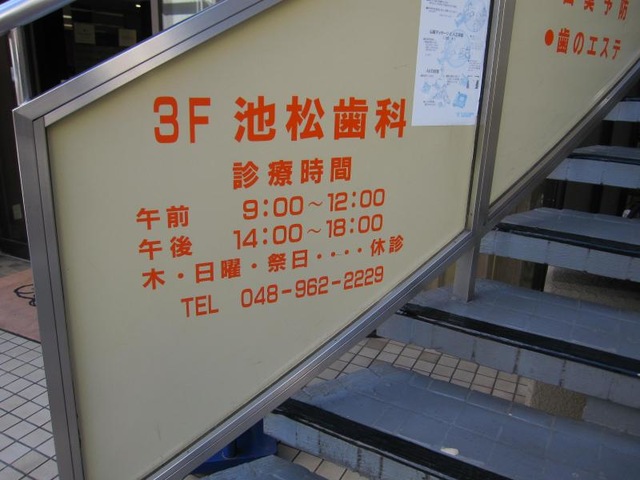 3F 池松歯科
診療時間
午前 9:00～12:00
午後 14:00～18:00
木・日曜・祭日・・・・休診
TEL 048-962-2229
●歯のエステ